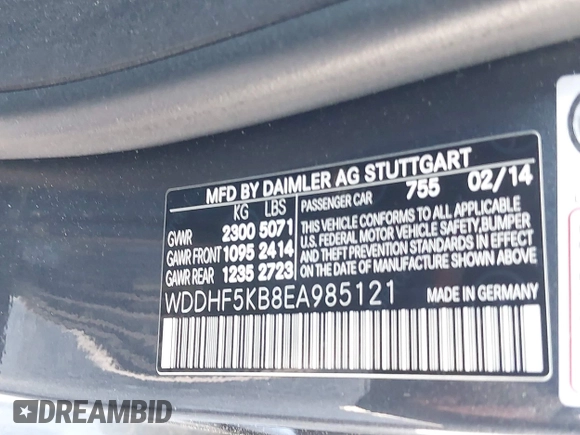 MFD BY DAIMLER AG STUTTGART
KG LBS
GVWR 2300 5071
GAWR FRONT 1095 2414
GAWR REAR 1235 2723
PASSENGER CAR 755 02/14
THIS VEHICLE CONFORMS TO ALL APPLICABLE
U.S. FEDERAL MOTOR VEHICLE SAFETY, BUMPER
AND THEFT PREVENTION STANDARDS IN EFFECT ON
THE DATE OF MANUFACTURE SHOWN ABOVE.
WDDHF5KB8EA985121 MADE IN GERMANY
DREAMBID